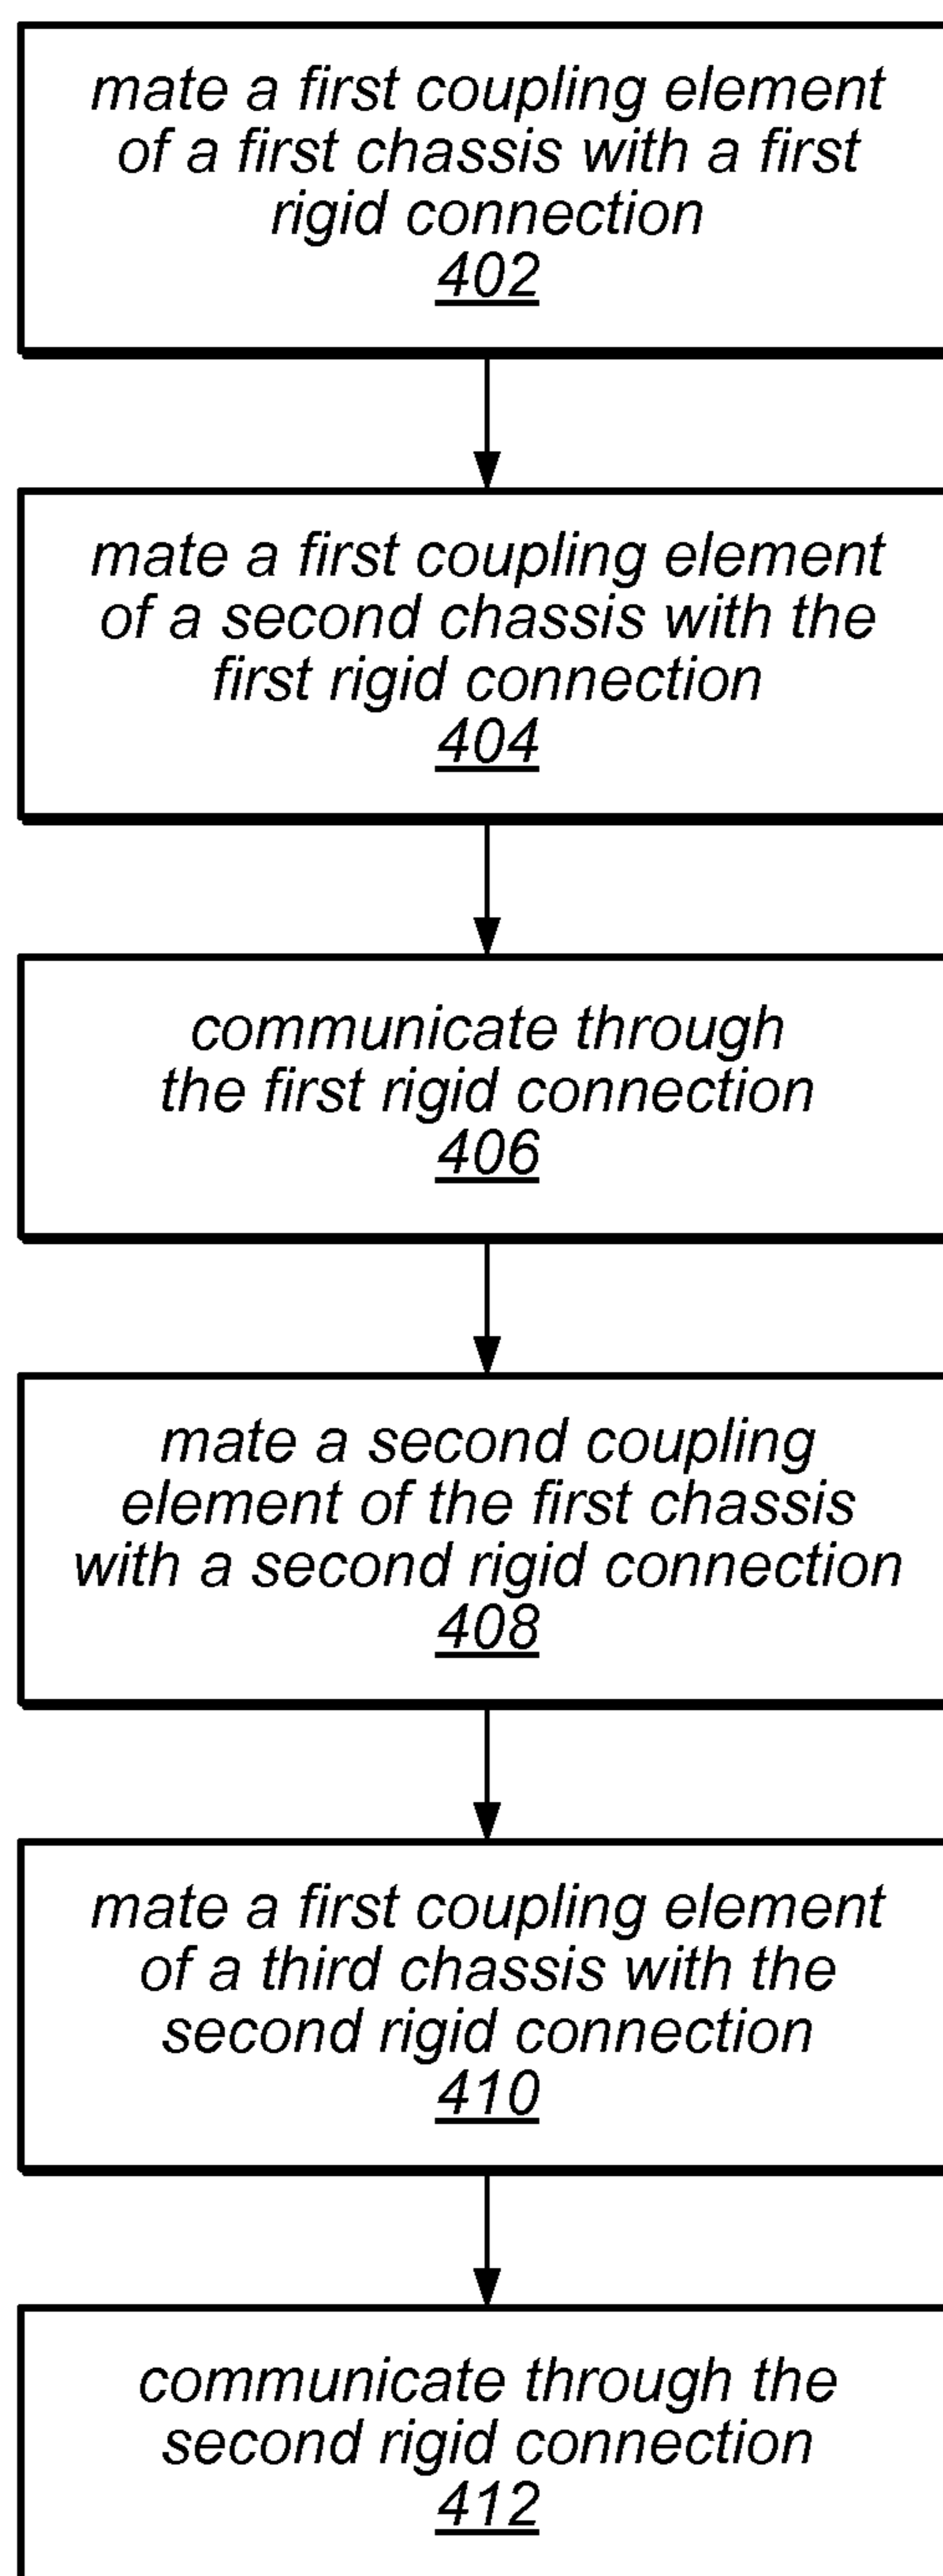 mate a first coupling element
of a first chassis with a first
rigid connection
402
mate a first coupling element
of a second chassis with the
first rigid connection
404
communicate through
the first rigid connection
406
mate a second coupling
element of the first chassis
with a second rigid connection
408
mate a first coupling element
of a third chassis with the
second rigid connection
410
communicate through the
second rigid connection
412